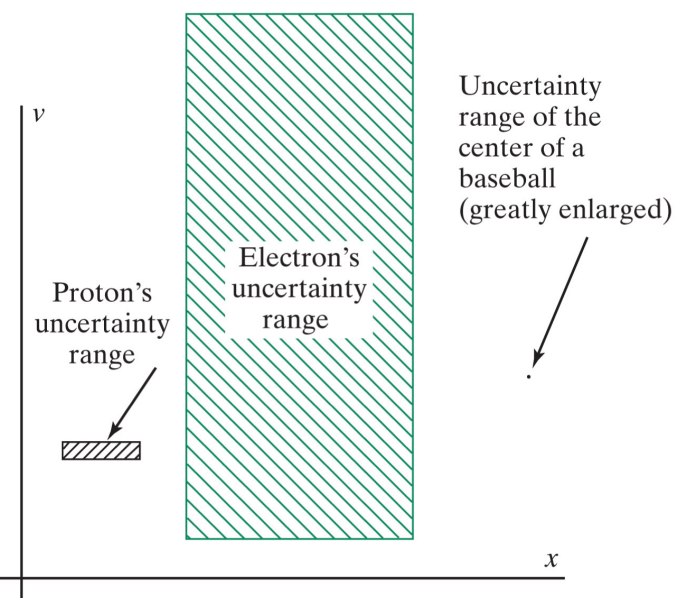 v
Uncertainty
range of the
center of a
baseball
(greatly enlarged)
Electron’s
uncertainty
range
Proton’s
uncertainty
range
x